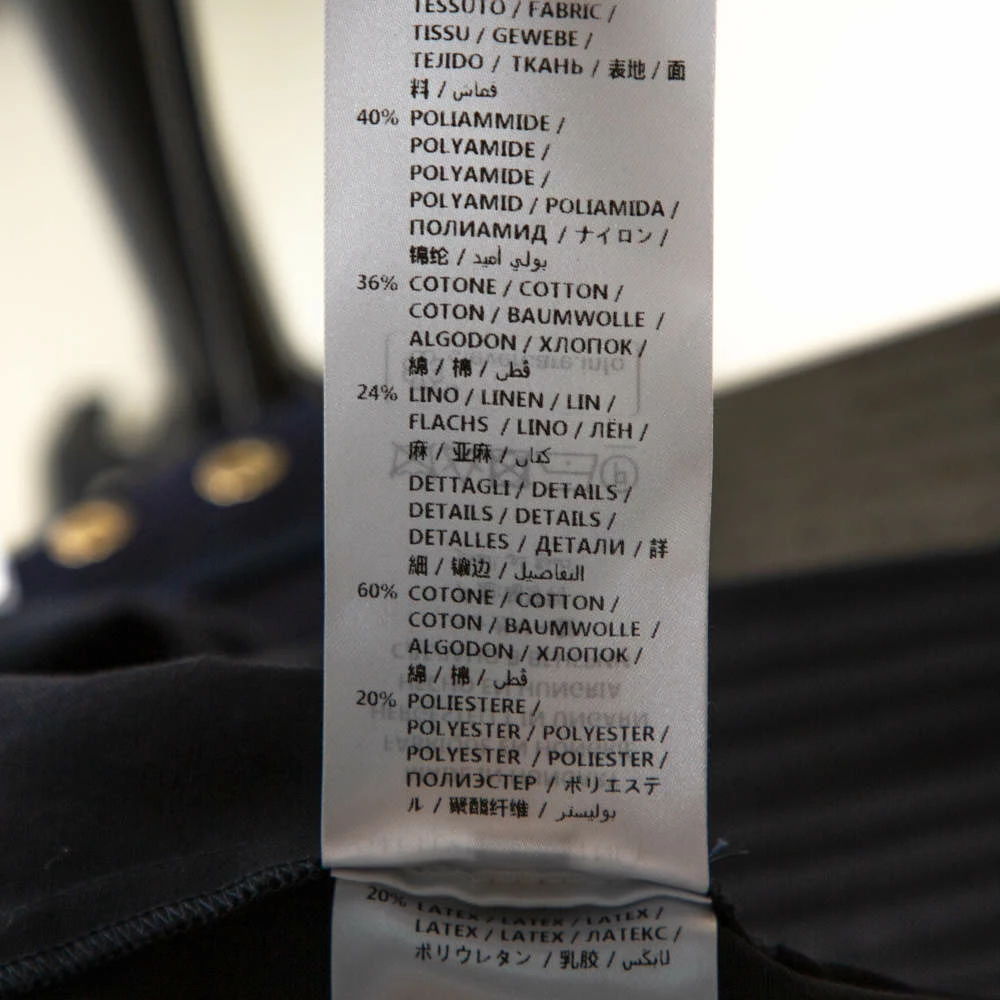 TESSUTO / FABRIC /
TISSU / GEWEBE /
TEJIDO / ТКАНЬ / 表地 / 面
料 / قماش
40% POLIAMMIDE /
POLYAMIDE /
POLYAMIDE /
POLYAMID / POLIAMIDA /
ПОЛИАМИД / ナイロン /
锦纶 / بولي أميد
36% COTONE / COTTON /
COTON / BAUMWOLLE /
ALGODON / ХЛОПОК /
綿 / 棉 / قطن
24% LINO / LINEN / LIN /
FLACHS / LINO / ЛЁН /
麻 / 亚麻 / كتان
DETTAGLI / DETAILS /
DETAILS / DETAILS /
DETALLES / ДЕТАЛИ / 詳
細 / 镶边 / التفاصيل
60% COTONE / COTTON /
COTON / BAUMWOLLE /
ALGODON / ХЛОПОК /
綿 / 棉 / قطن
20% POLIESTERE /
POLYESTER / POLYESTER /
POLYESTER / POLIESTER /
ПОЛИЭСТЕР / ポリエステ
ル / 聚酯纤维 / بوليستر
20% LATEX / LATEX / LATEX /
LATEX / LATEX / ЛАТЕКС /
ポリウレタン / 乳胶 / لاتكس